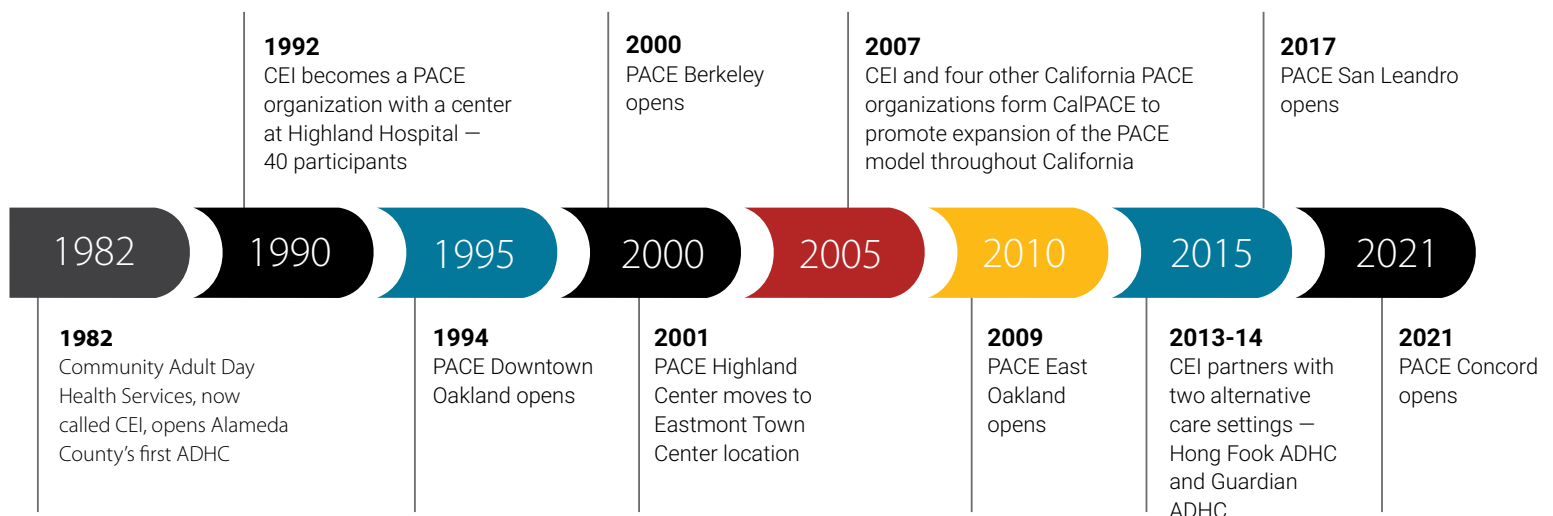 1992
CEI becomes a PACE
organization with a center
at Highland Hospital —
40 participants
2000
PACE Berkeley
opens
2007
CEI and four other California PACE
organizations form CalPACE to
promote expansion of the PACE
model throughout California
2017
PACE San Leandro
opens
1982
1990
1995
2000
2005
2010
2015
2021
1982
Community Adult Day
Health Services, now
called CEI, opens Alameda
County's first ADHC
1994
PACE Downtown
Oakland opens
2001
PACE Highland
Center moves to
Eastmont Town
Center location
2009
PACE East
Oakland
opens
2013-14
CEI partners with
two alternative
care settings —
Hong Fook ADHC
and Guardian
ADHC
2021
PACE Concord
opens